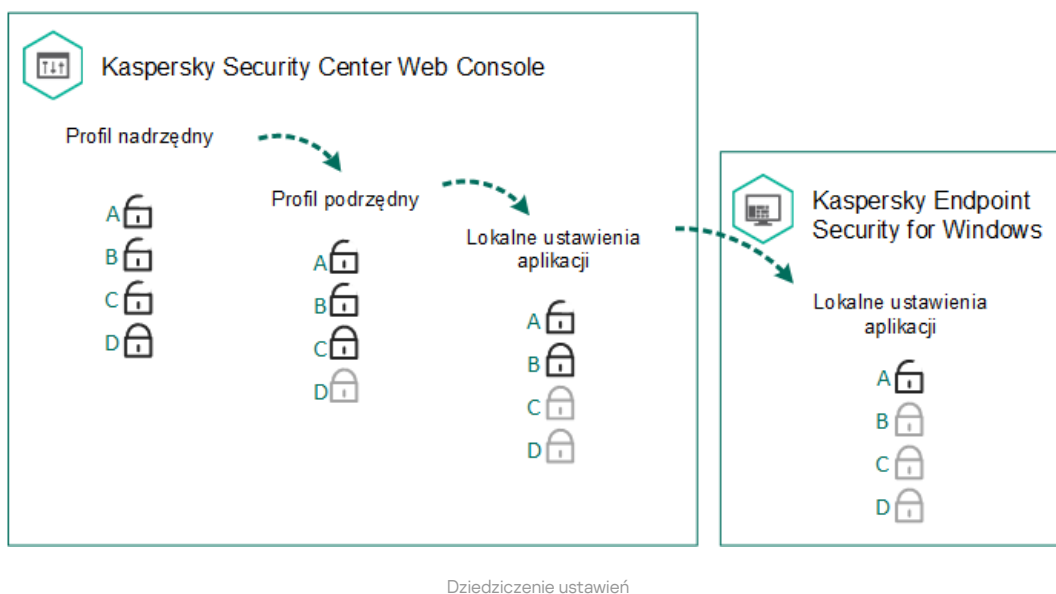 Kaspersky Security Center Web Console
Profil nadrzędny
A
B
C
D
Profil podrzędny
A
B
C
D
Lokalne ustawienia
aplikacji
A
B
C
D
Kaspersky Endpoint
Security for Windows
Lokalne ustawienia
aplikacji
A
B
C
D
Dziedziczenie ustawień